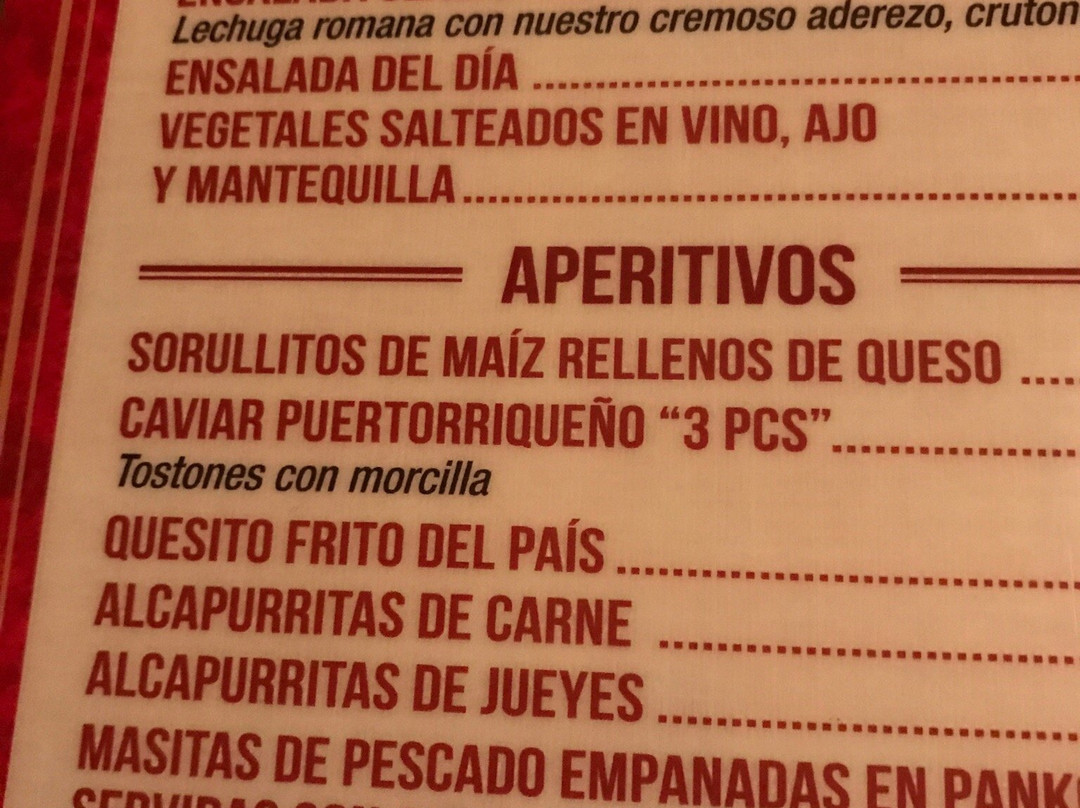 Lechuga romana con nuestro cremoso aderezo,
ENSALADA DEL DÍA ........................................
VEGETALES SALTEADOS EN VINO, AJO
Y MANTEQUILLA .............................................
APERITIVOS
SORULLITOS DE MAÍZ RELLENOS DE QUESO ....
CAVIAR PUERTORRIQUEÑO “3 PCS” ..................
Tostones con morcilla
QUESITO FRITO DEL PAÍS ..................................
ALCAPURRITAS DE CARNE ...............................
ALCAPURRITAS DE JUEYES ...............................
MASITAS DE PESCADO EMPANADAS EN